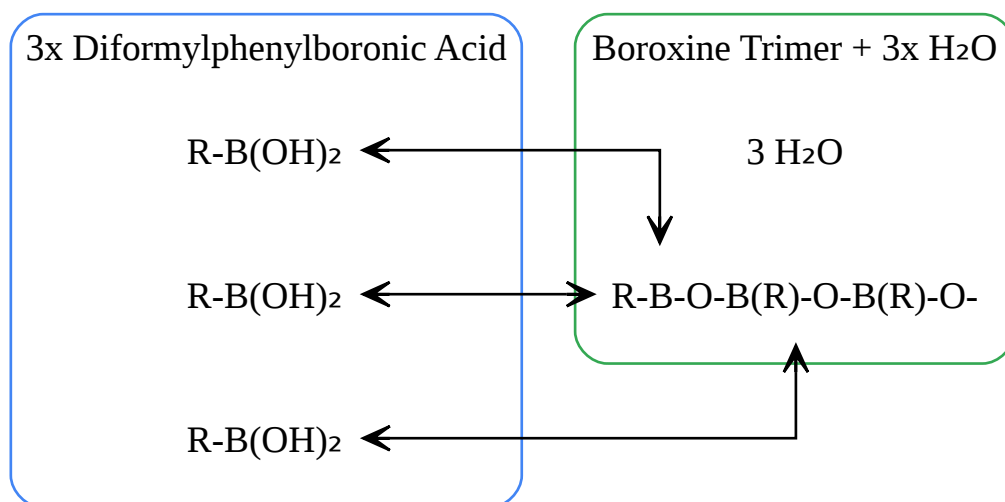 3x Diformylphenylboronic Acid
Boroxine Trimer + 3x H₂O
R-B(OH)₂
3 H₂O
R-B(OH)₂
R-B-O-B(R)-O-B(R)-O-
R-B(OH)₂